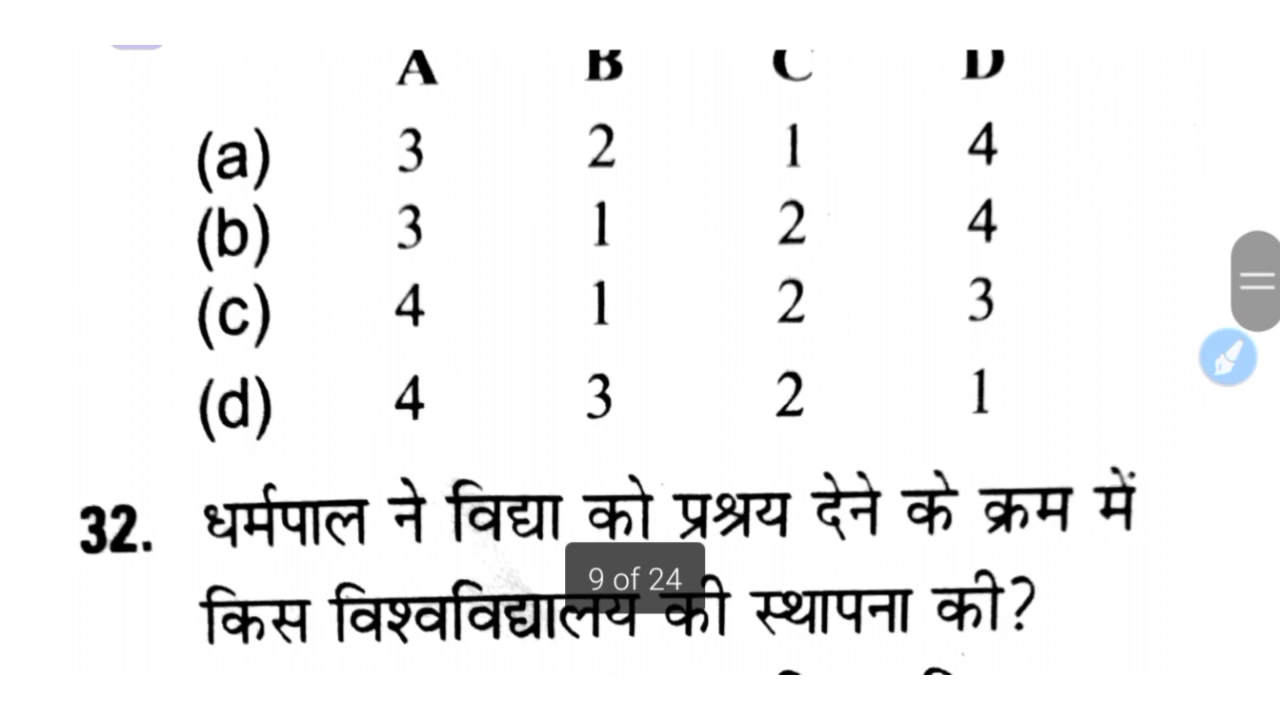 A B C D
(a) 3 2 1 4
(b) 3 1 2 4
(c) 4 1 2 3
(d) 4 3 2 1
32. धर्मपाल ने विद्या को प्रश्रय देने के क्रम में
9 of 24
किस विश्वविद्यालय की स्थापना की?